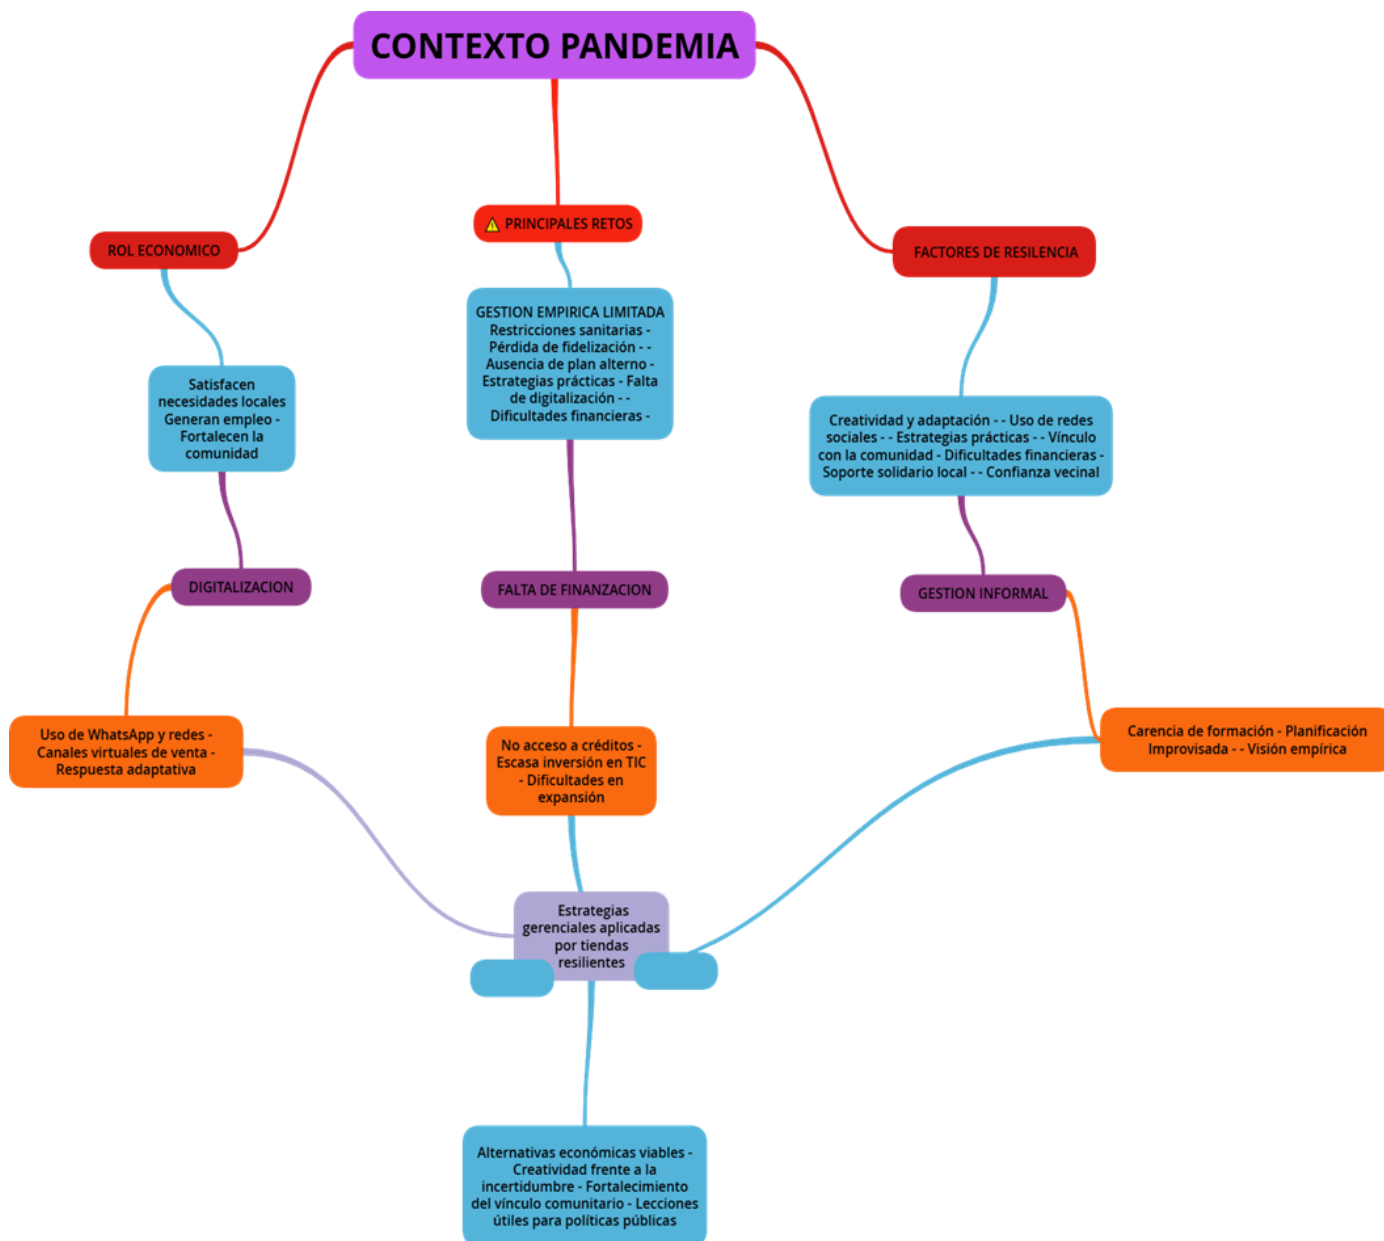 CONTEXTO PANDEMIA
ROL ECONOMICO
PRINCIPALES RETOS
FACTORES DE RESILENCIA
Satisfacen
necesidades locales
Generan empleo -
Fortalecen la
comunidad
GESTION EMPIRICA LIMITADA
Restricciones sanitarias -
Pérdida de fidelización - -
Ausencia de plan alterno -
Estrategias prácticas - Falta
de digitalización - -
Dificultades financieras -
Creatividad y adaptación - - Uso de redes
sociales - - Estrategias prácticas - - Vínculo
con la comunidad - Dificultades financieras -
Soporte solidario local - - Confianza vecinal
DIGITALIZACION
FALTA DE FINANZACION
GESTION INFORMAL
Uso de WhatsApp y redes -
Canales virtuales de venta -
Respuesta adaptativa
No acceso a créditos -
Escasa inversión en TIC
- Dificultades en
expansión
Carencia de formación - Planificación
Improvisada - - Visión empírica
Estrategias
gerenciales aplicadas
por tiendas
resilientes
Alternativas económicas viables -
Creatividad frente a la
incertidumbre - Fortalecimiento
del vínculo comunitario - Lecciones
útiles para políticas públicas